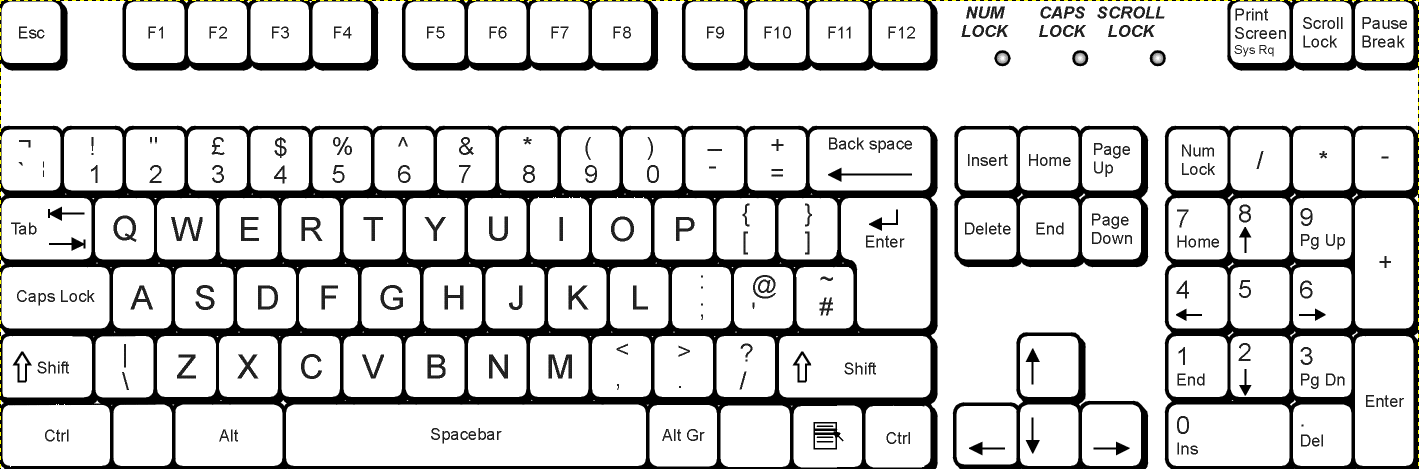 Esc F1 F2 F3 F4 F5 F6 F7 F8 F9 F10 F11 F12 NUM LOCK CAPS LOCK SCROLL LOCK Print Screen Sys Rq Scroll Lock Pause Break
¬ ! " £ $ % ^ & * ( ) _ + Back space
` ¦ 1 2 3 4 5 6 7 8 9 0 - =
Insert Home Page Up Num Lock / * -
Tab Q W E R T Y U I O P { [ } ] Enter
Delete End Page Down 7 Home 8 9 Pg Up +
Caps Lock A S D F G H J K L : ; @ ' ~ #
4 5 6
Shift | \ Z X C V B N M < , > . ? / Shift
1 End 2 3 Pg Dn Enter
Ctrl Alt Spacebar Alt Gr Ctrl
0 Ins . Del